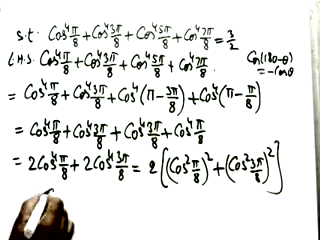 S.t. Cos⁴π/8 + Cos⁴3π/8 + Cos⁴5π/8 + Cos⁴7π/8 = 3/2
L.H.S. Cos⁴π/8 + Cos⁴3π/8 + Cos⁴5π/8 + Cos⁴7π/8. Cos(180-θ) = -Cosθ
= Cos⁴π/8 + Cos⁴3π/8 + Cos⁴(π - 3π/8) + Cos⁴(π - π/8)
= Cos⁴π/8 + Cos⁴3π/8 + Cos⁴3π/8 + Cos⁴π/8
= 2Cos⁴π/8 + 2Cos⁴3π/8 = 2[(Cos²π/8)² + (Cos²3π/8)²]